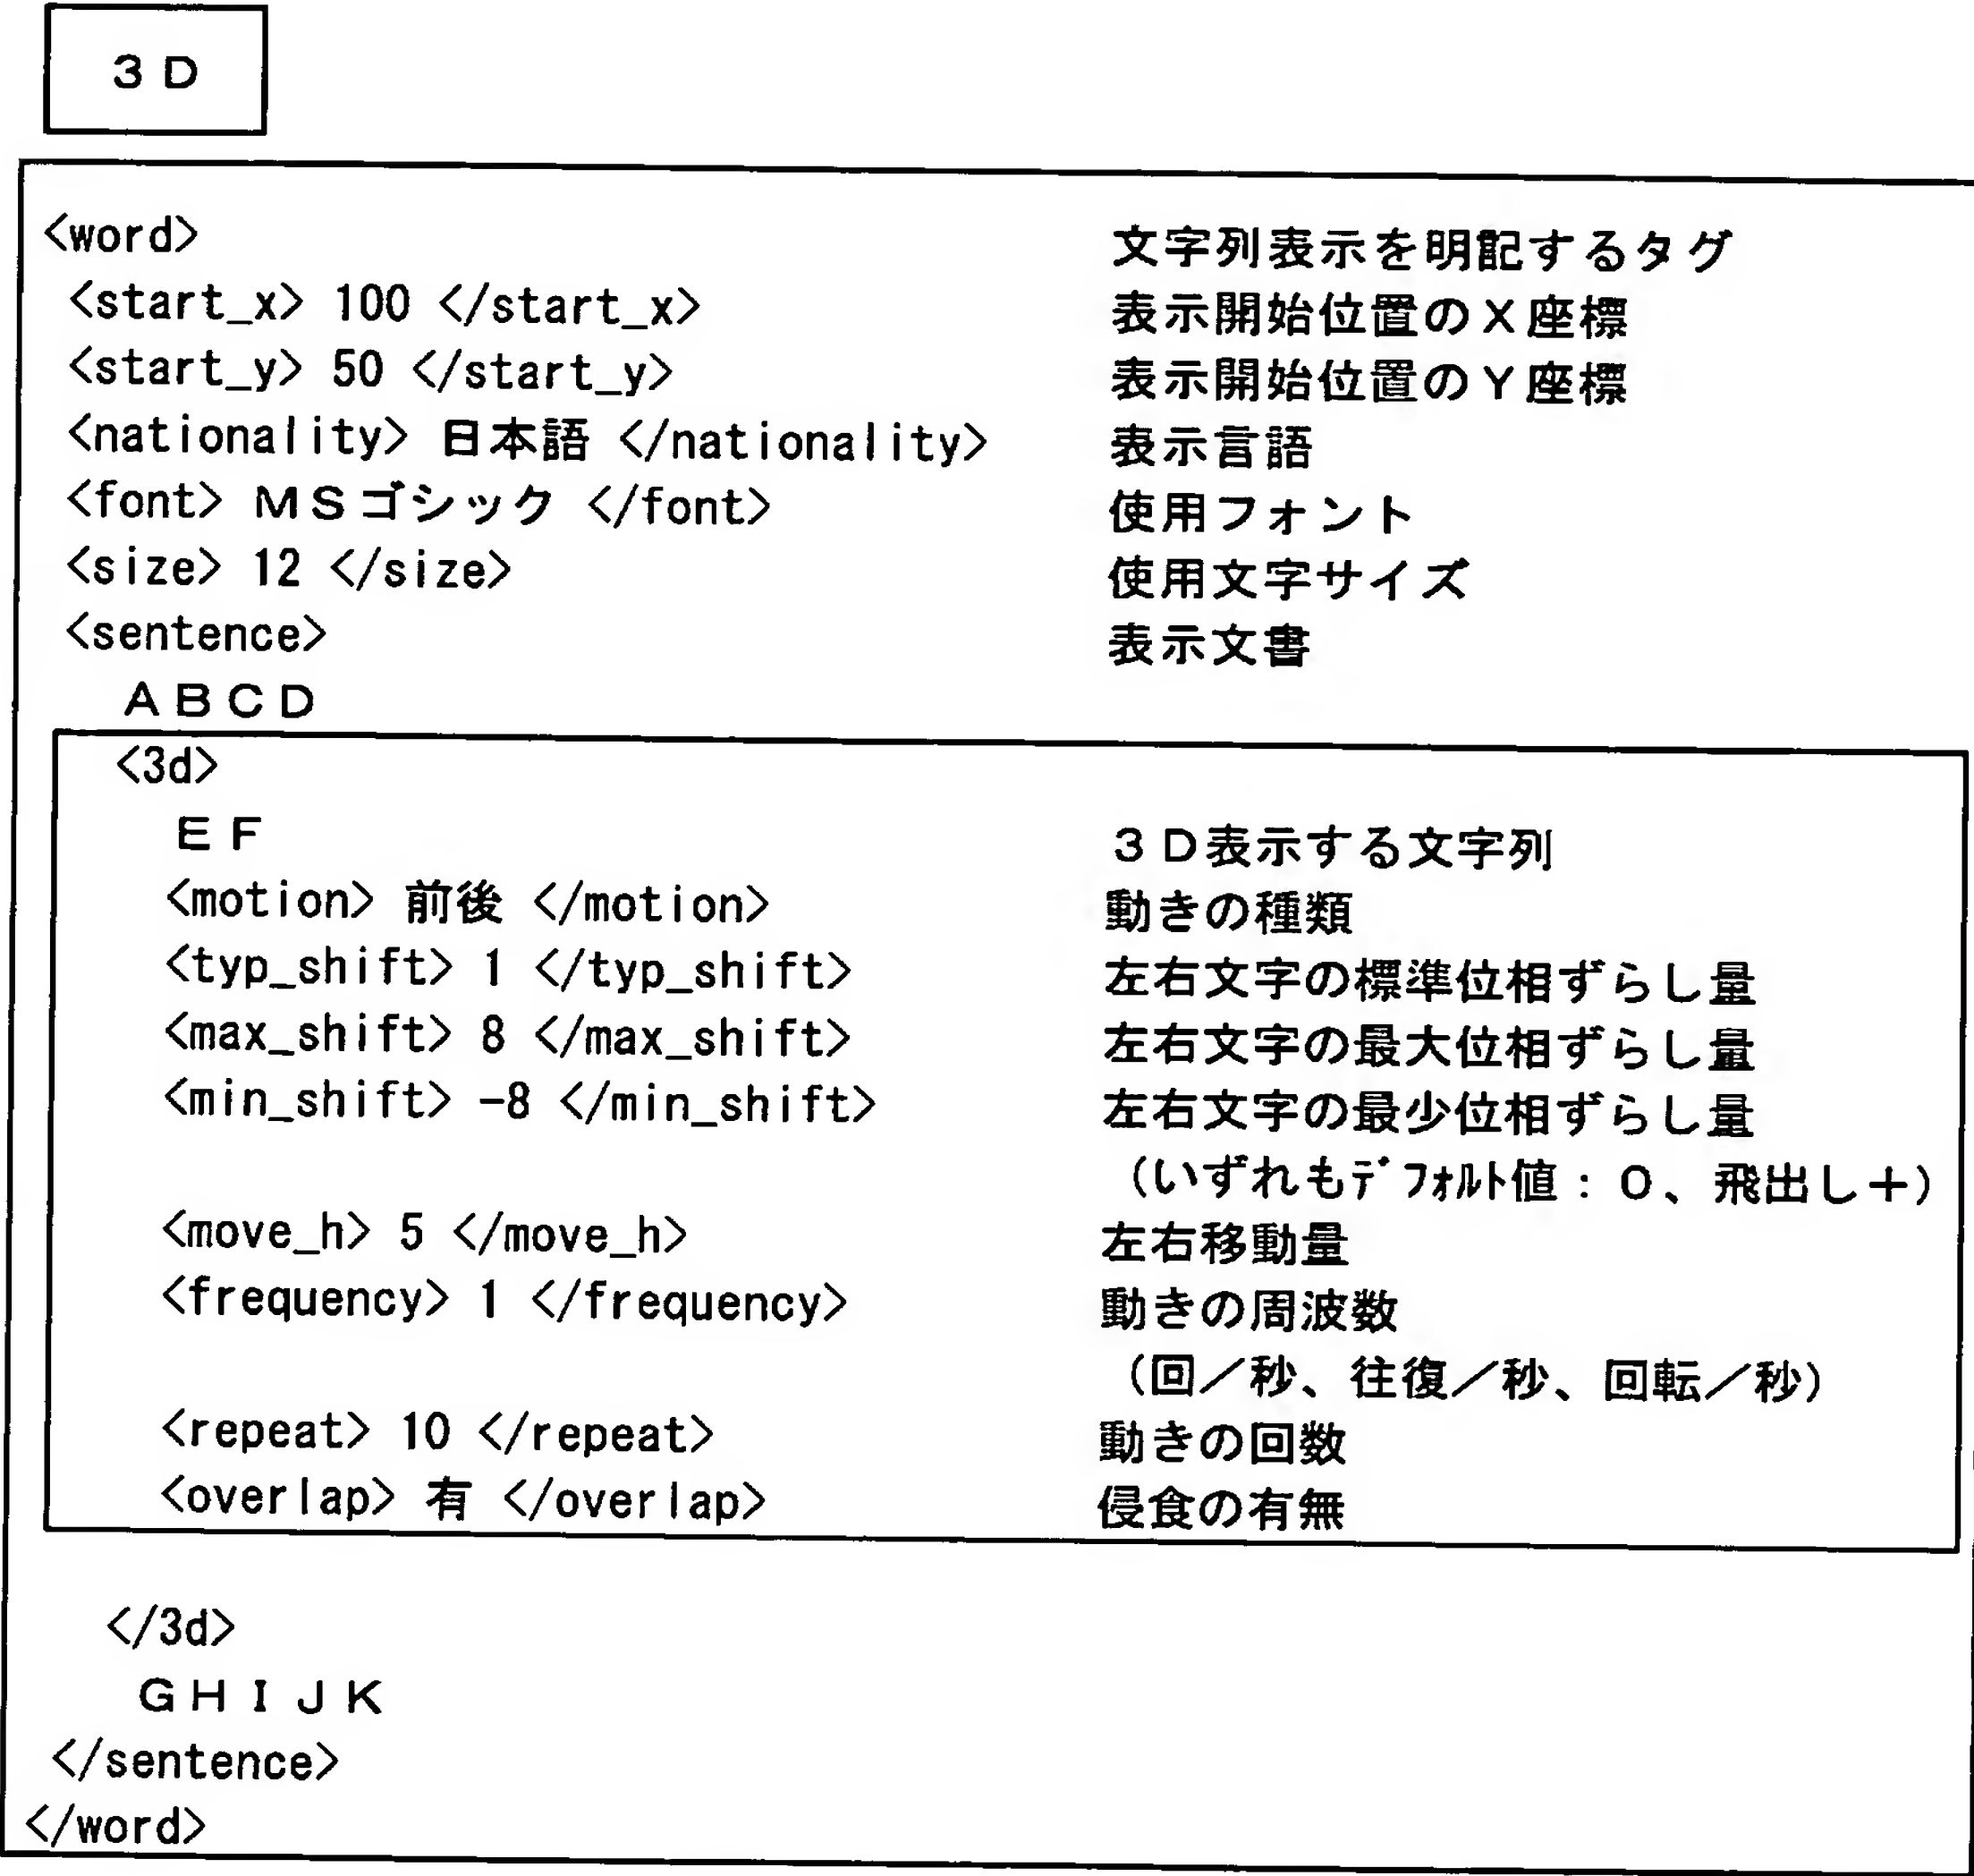 ３Ｄ
<word> 文字列表示を明記するタグ
<start_x> 100 </start_x> 表示開始位置のＸ座標
<start_y> 50 </start_y> 表示開始位置のＹ座標
<nationality> 日本語 </nationality> 表示言語
<font> ＭＳゴシック </font> 使用フォント
<size> 12 </size> 使用文字サイズ
<sentence> 表示文書
ＡＢＣＤ
<3d>
ＥＦ ３Ｄ表示する文字列
<motion> 前後 </motion> 動きの種類
<typ_shift> 1 </typ_shift> 左右文字の標準位相ずらし量
<max_shift> 8 </max_shift> 左右文字の最大位相ずらし量
<min_shift> -8 </min_shift> 左右文字の最少位相ずらし量
（いずれもﾃﾞﾌｫﾙﾄ値：０、飛出し＋）
<move_h> 5 </move_h> 左右移動量
<frequency> 1 </frequency> 動きの周波数
（回／秒、往復／秒、回転／秒）
<repeat> 10 </repeat> 動きの回数
<overlap> 有 </overlap> 侵食の有無
</3d>
ＧＨＩＪＫ
</sentence>
</word>